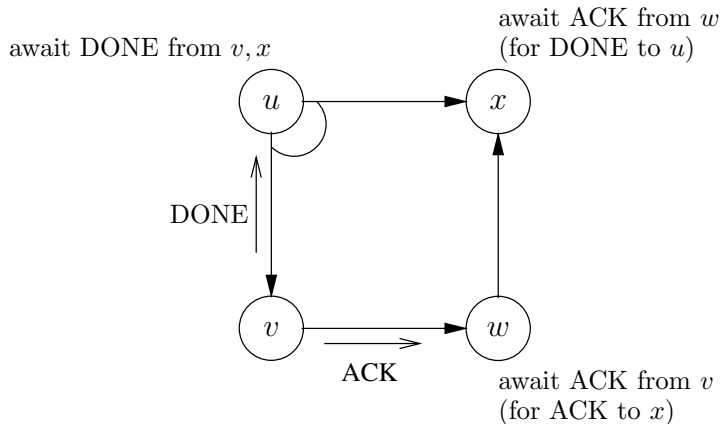 await ACK from w
(for DONE to u)
await DONE from v, x
u
x
DONE
v
w
ACK
await ACK from v
(for ACK to x)